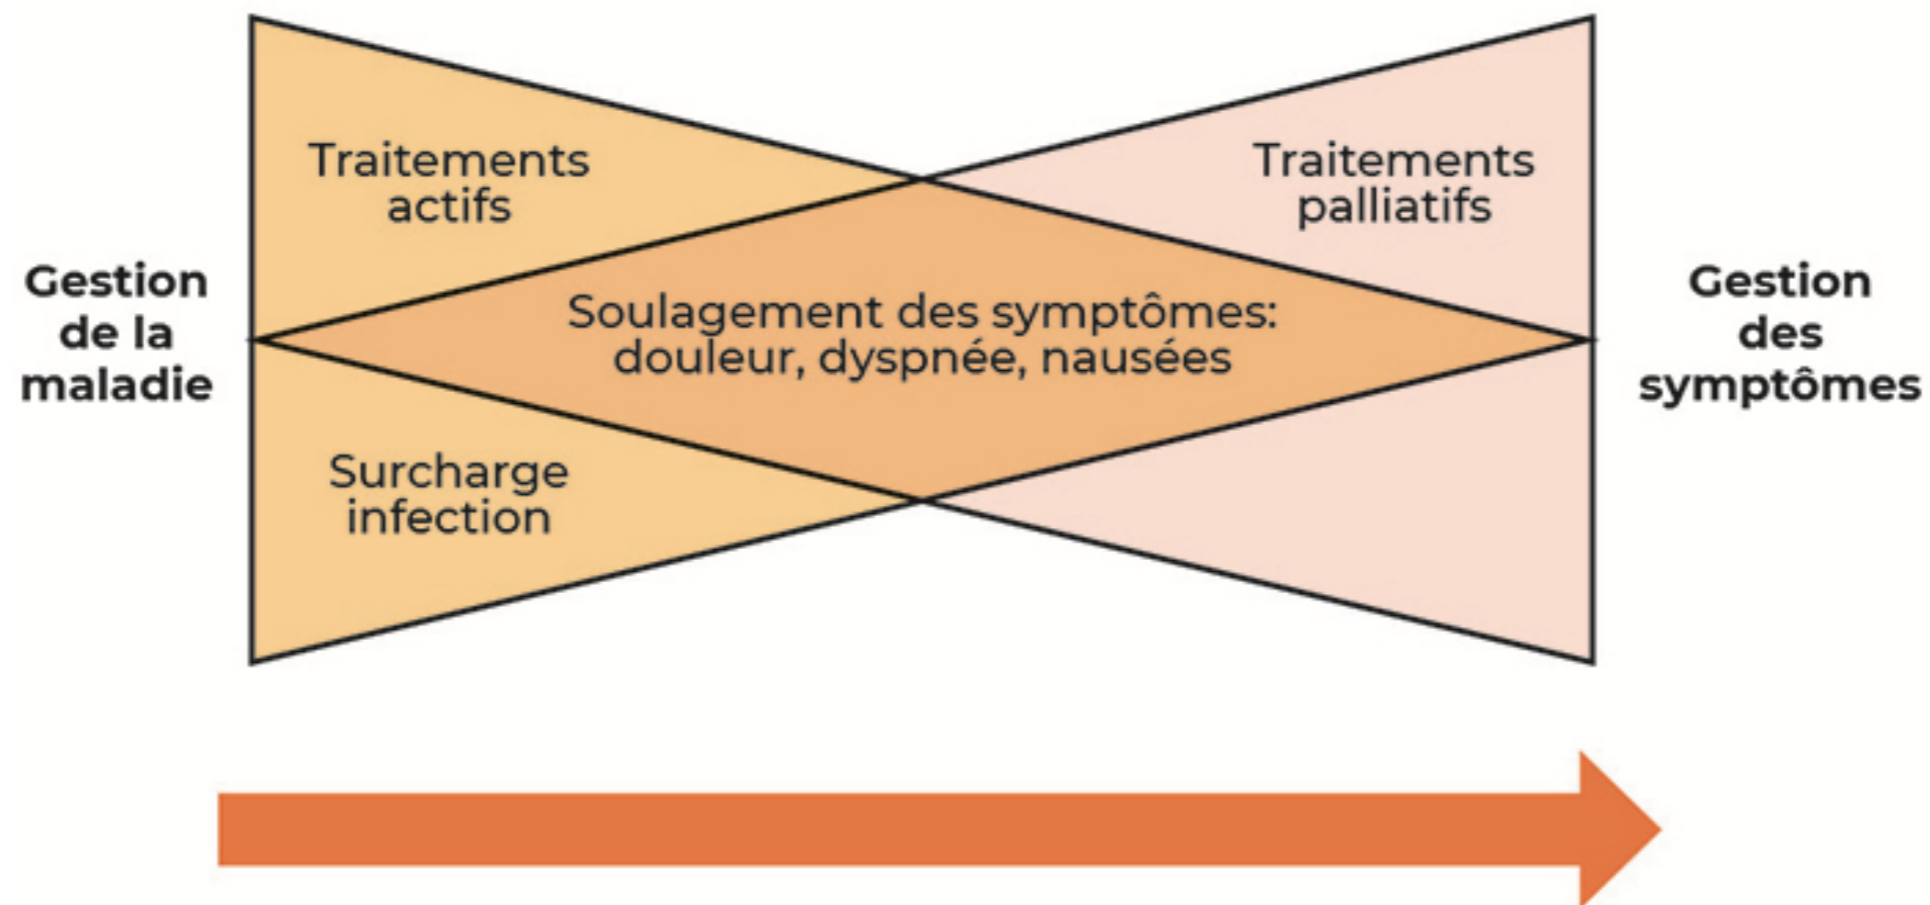 Traitements
actifs
Traitements
palliatifs
Gestion
de la
maladie
Soulagement des symptômes:
douleur, dyspnée, nausées
Gestion
des
symptômes
Surcharge
infection